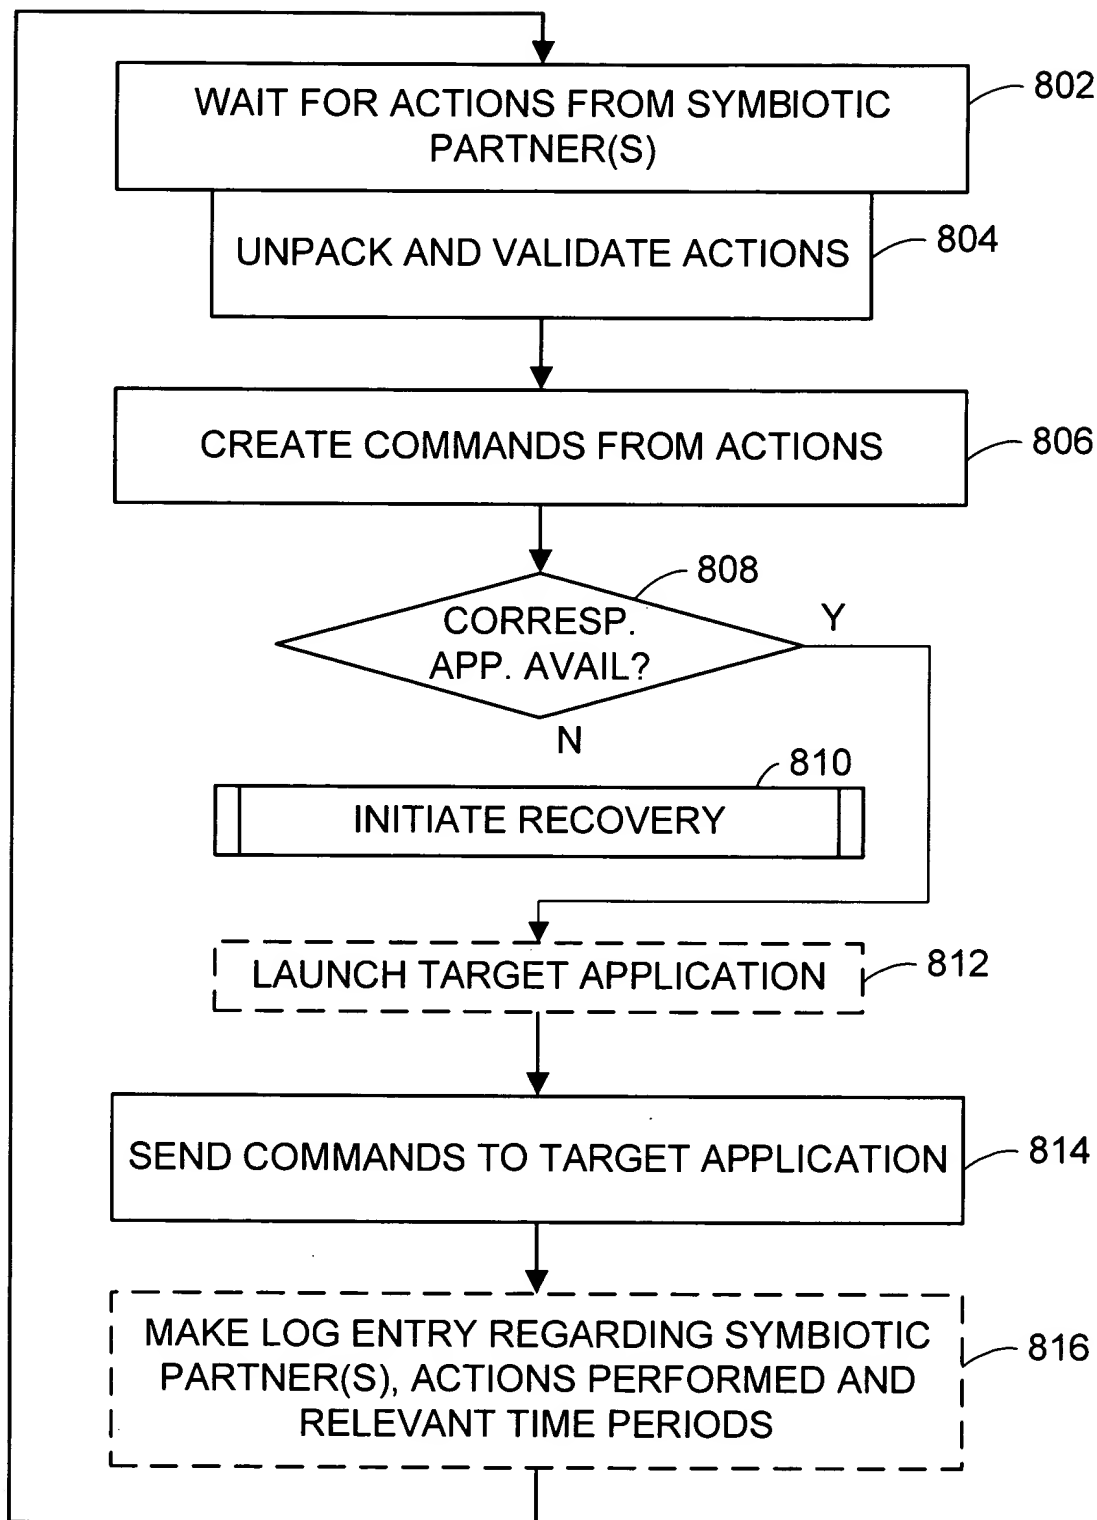 WAIT FOR ACTIONS FROM SYMBIOTIC
PARTNER(S)
802
UNPACK AND VALIDATE ACTIONS
804
CREATE COMMANDS FROM ACTIONS
806
808
CORRESP.
APP. AVAIL?
Y
N
810
INITIATE RECOVERY
LAUNCH TARGET APPLICATION
812
SEND COMMANDS TO TARGET APPLICATION
814
MAKE LOG ENTRY REGARDING SYMBIOTIC
PARTNER(S), ACTIONS PERFORMED AND
RELEVANT TIME PERIODS
816